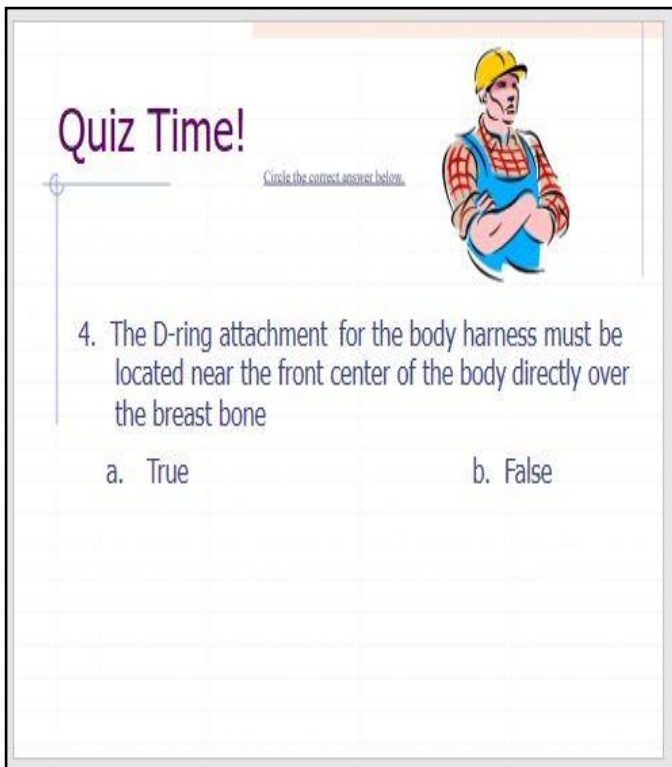 Quiz Time!
Circle the correct answer below.
4. The D-ring attachment for the body harness must be
located near the front center of the body directly over
the breast bone
a. True b. False